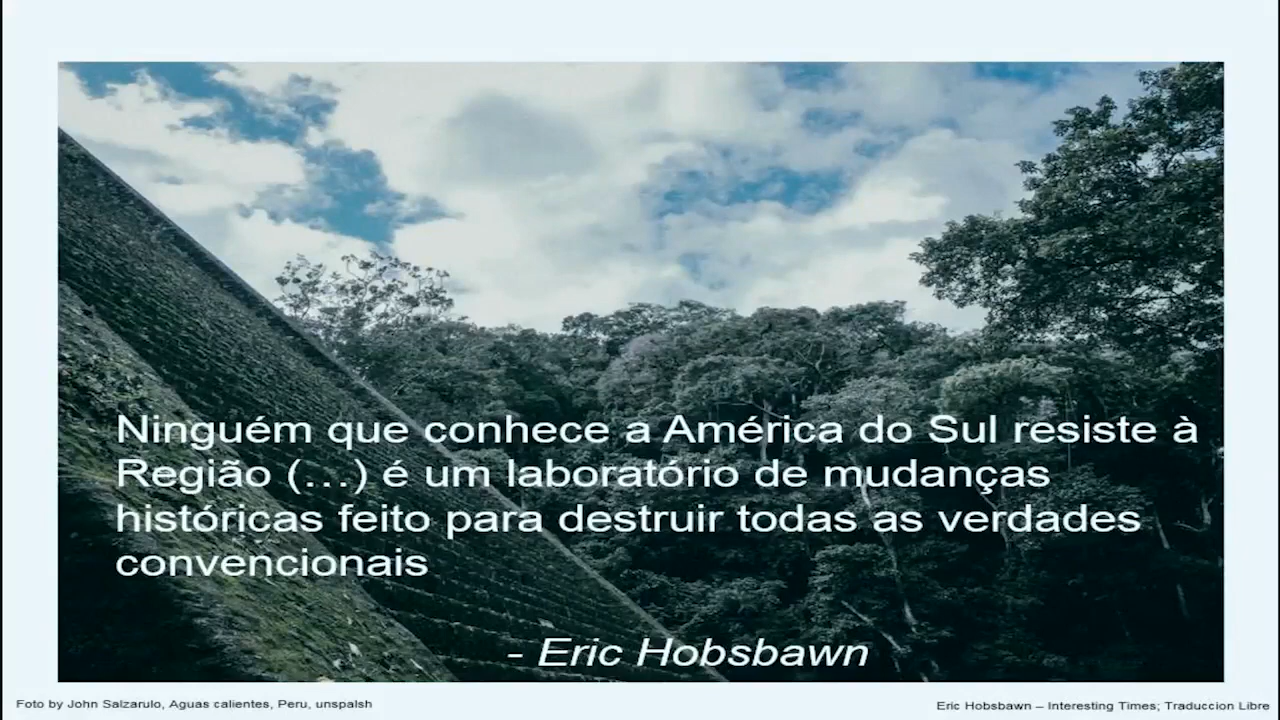 Ninguém que conhece a América do Sul resiste à
Região (...) é um laboratório de mudanças
históricas feito para destruir todas as verdades
convencionais
- Eric Hobsbawn
Foto by John Salzarulo, Aguas calientes, Peru, unspalsh
Eric Hobsbawn – Interesting Times; Traduccion Libre